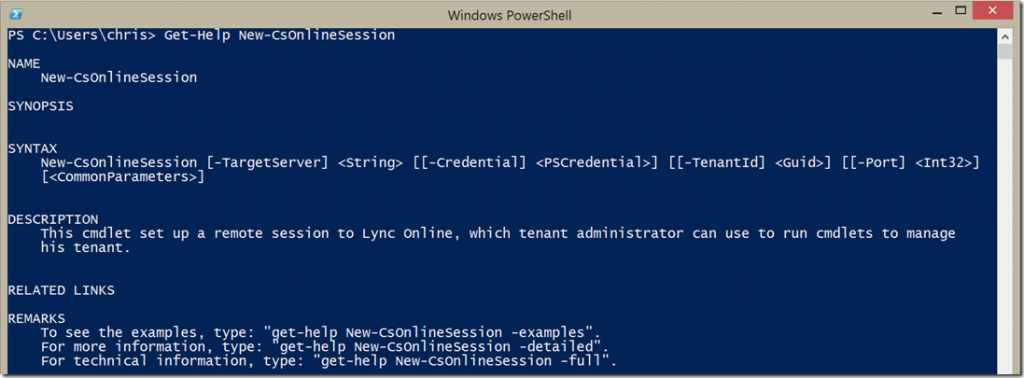 Windows PowerShell
PS C:\Users\chris> Get-Help New-CsOnlineSession
NAME
New-CsOnlineSession
SYNOPSIS
SYNTAX
New-CsOnlineSession [-TargetServer] <String> [[-Credential] <PSCredential>] [[-TenantId] <Guid>] [[-Port] <Int32>]
[<CommonParameters>]
DESCRIPTION
This cmdlet set up a remote session to Lync Online, which tenant administrator can use to run cmdlets to manage
his tenant.
RELATED LINKS
REMARKS
To see the examples, type: "get-help New-CsOnlineSession -examples".
For more information, type: "get-help New-CsOnlineSession -detailed".
For technical information, type: "get-help New-CsOnlineSession -full".